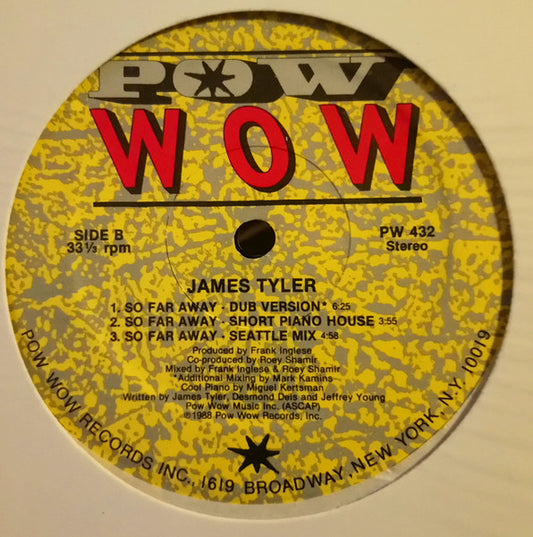 POW
WOW
SIDE B
33 ⅓ rpm
PW 432
Stereo
JAMES TYLER
1. SO FAR AWAY - DUB VERSION* 6:25
2. SO FAR AWAY - SHORT PIANO HOUSE 3:55
3. SO FAR AWAY - SEATTLE MIX 4:58
Produced by Frank Inglese
Co-produced by Roey Shamir
Mixed by Frank Inglese & Roey Shamir
*Additional Mixing by Mark Kamins
Cool Piano by Miguel Kertsman
Written by James Tyler, Desmond Deis and Jeffrey Young
Pow Wow Music Inc. (ASCAP)
©1988 Pow Wow Records, Inc.
POW WOW RECORDS INC., 1619 BROADWAY, NEW YORK, N.Y. 10019